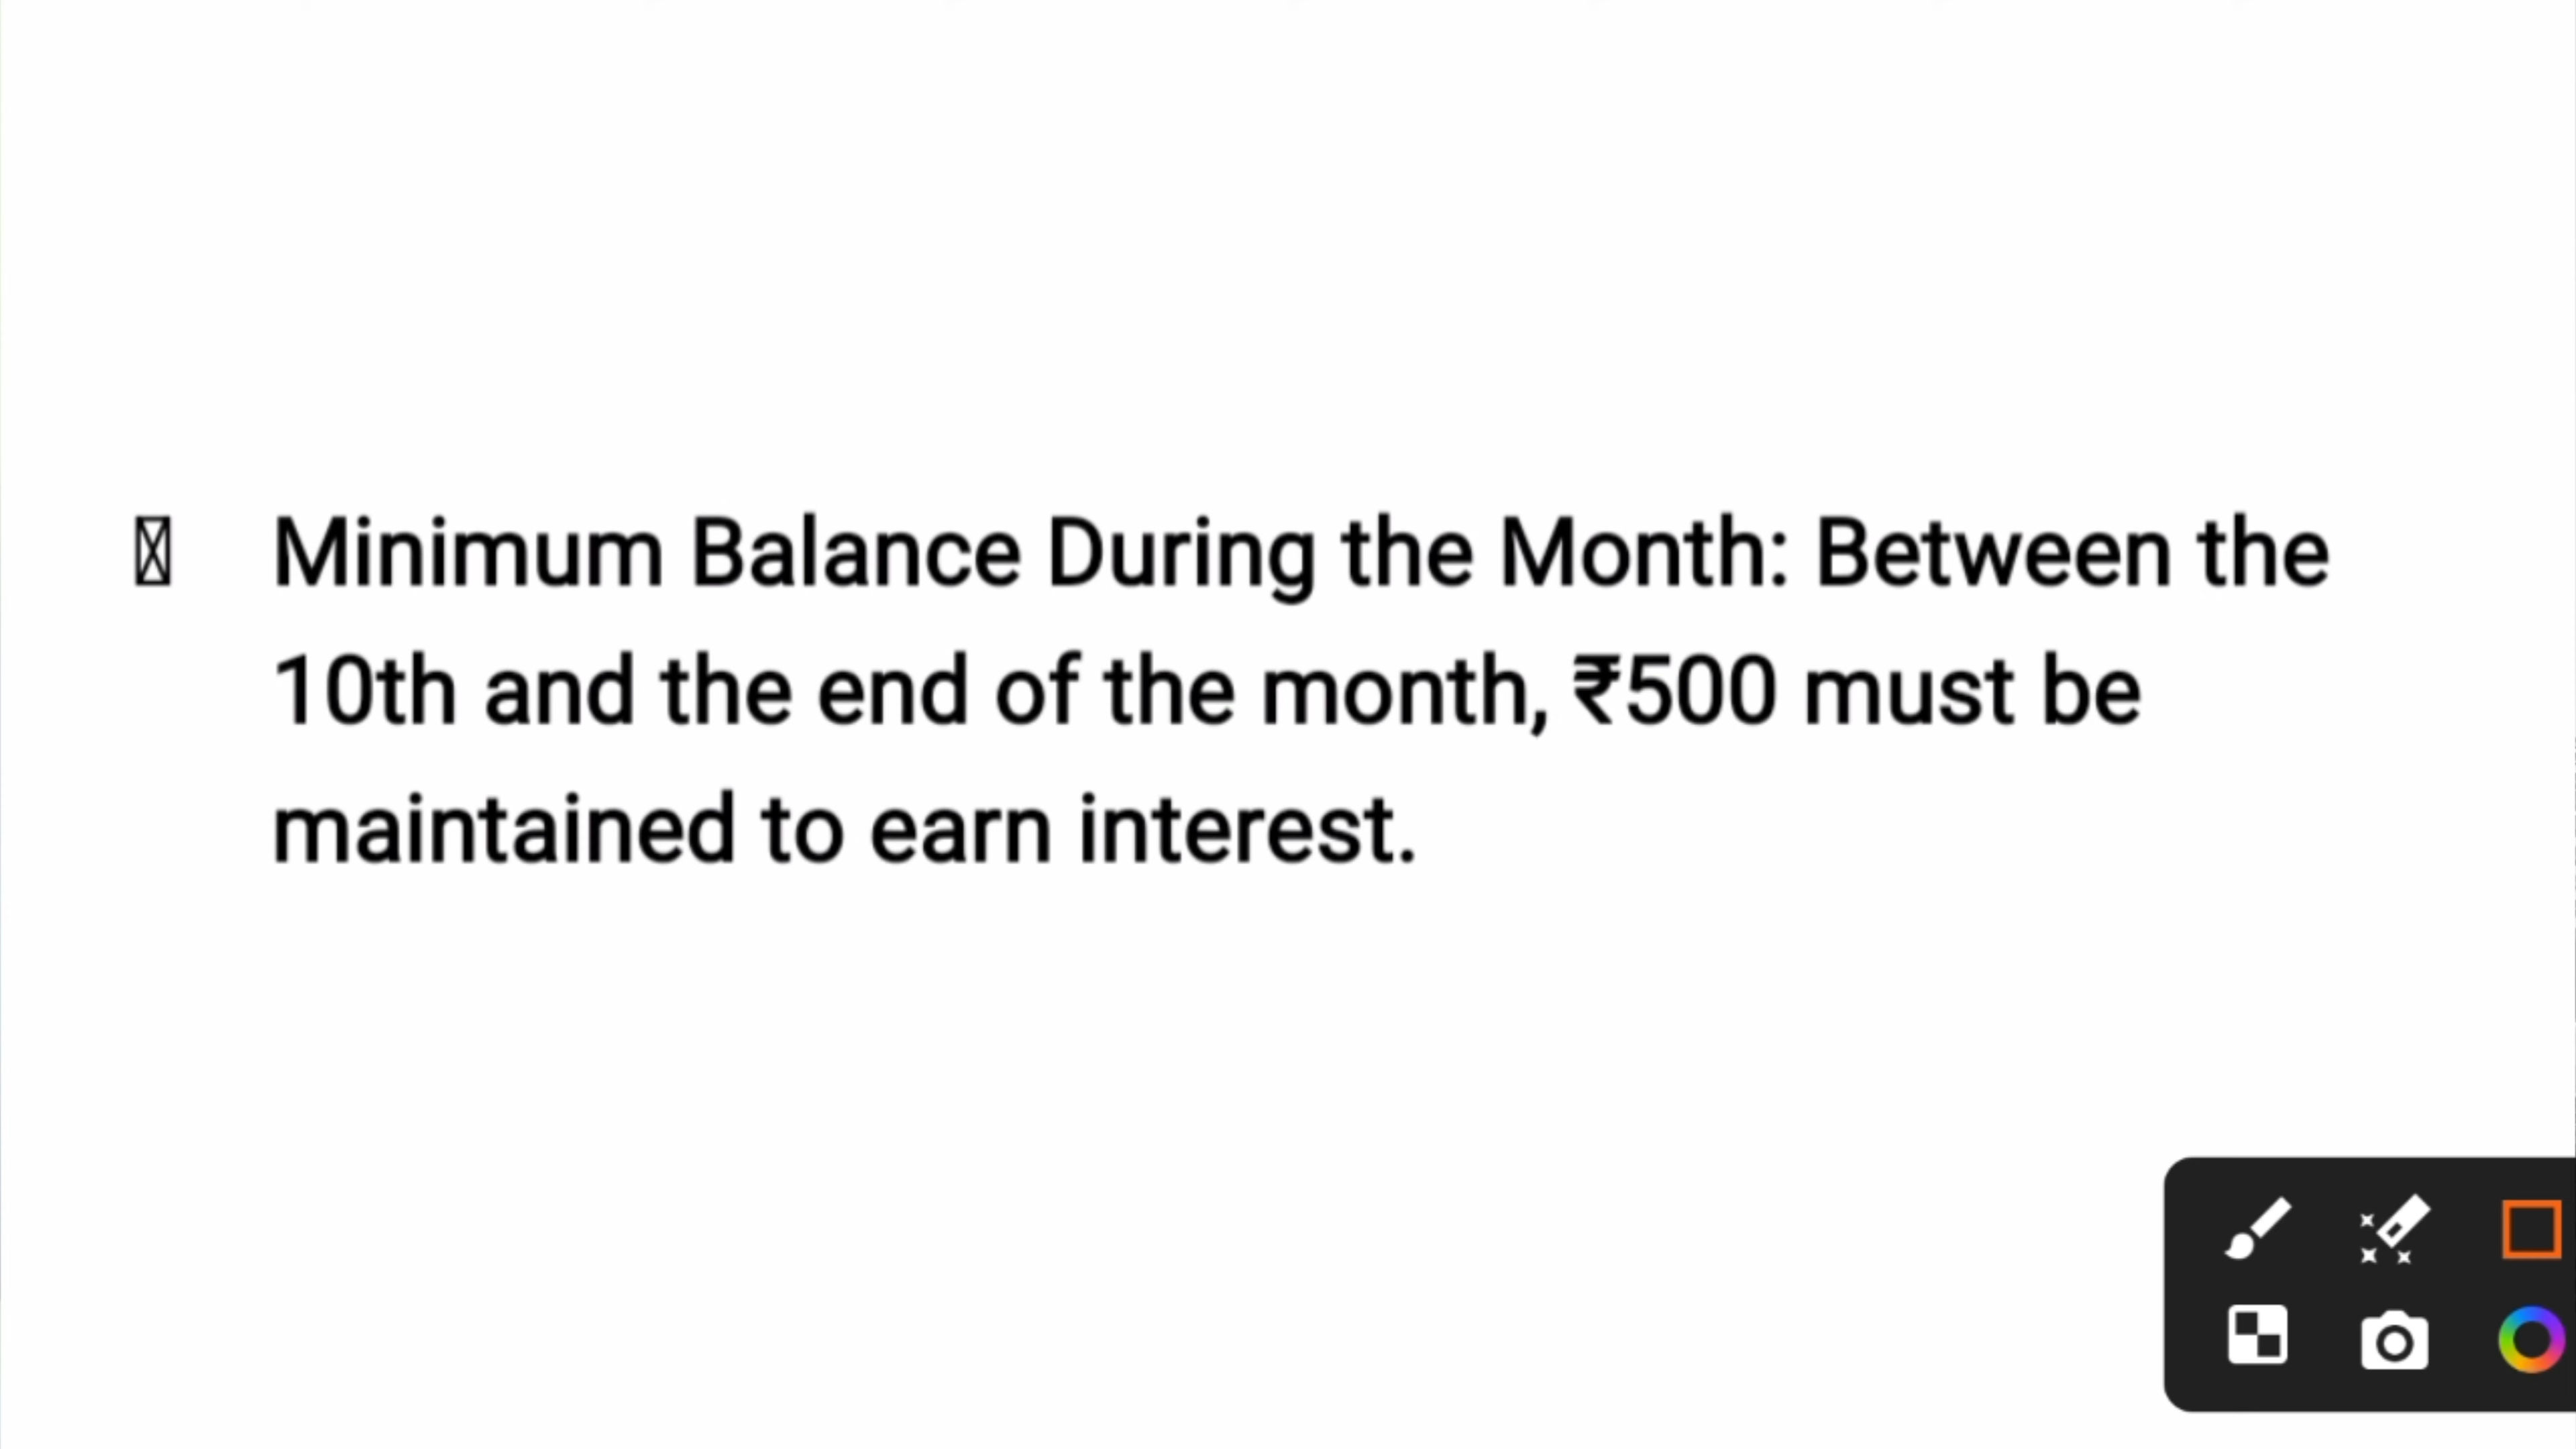 Minimum Balance During the Month: Between the
10th and the end of the month, ₹500 must be
maintained to earn interest.